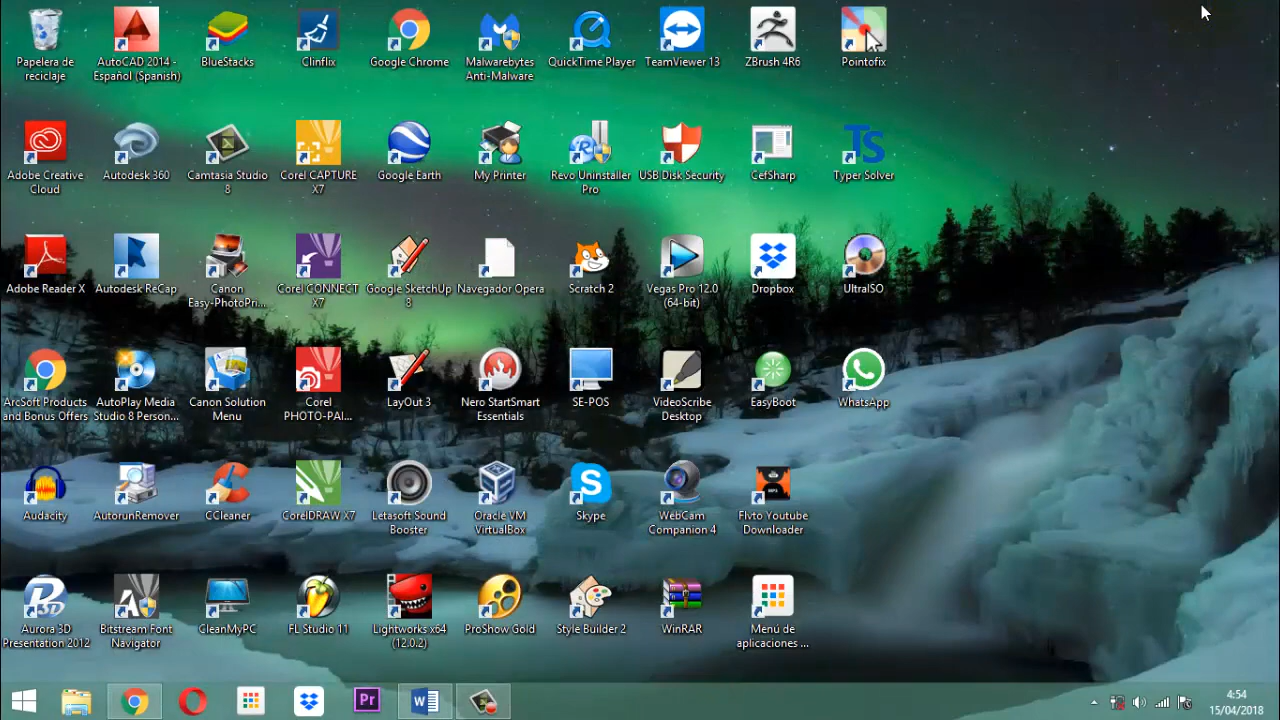 Papelera de
reciclaje
AutoCAD 2014 -
Español (Spanish)
BlueStacks
Clinflix
Google Chrome
Malwarebytes
Anti-Malware
QuickTime Player
TeamViewer 13
ZBrush 4R6
Pointofix
Adobe Creative
Cloud
Autodesk 360
Camtasia Studio
8
Corel CAPTURE
X7
Google Earth
My Printer
Revo Uninstaller
Pro
USB Disk Security
CefSharp
TS
Typer Solver
Adobe Reader X
Autodesk ReCap
Canon
Easy-PhotoPri...
Corel CONNECT
X7
Google SketchUp
8
Navegador Opera
Scratch 2
Vegas Pro 12.0
(64-bit)
Dropbox
UltraISO
ArcSoft Products
and Bonus Offers
AutoPlay Media
Studio 8 Person...
Canon Solution
Menu
Corel
PHOTO-PAI...
LayOut 3
Nero StartSmart
Essentials
SE-POS
VideoScribe
Desktop
EasyBoot
WhatsApp
Audacity
AutorunRemover
CCleaner
CorelDRAW X7
Letasoft Sound
Booster
Oracle VM
VirtualBox
Skype
WebCam
Companion 4
Flvto Youtube
Downloader
Aurora 3D
Presentation 2012
Bitstream Font
Navigator
CleanMyPC
FL Studio 11
Lightworks x64
(12.0.2)
ProShow Gold
Style Builder 2
WinRAR
Menú de
aplicaciones ...
Pr
W
4:54
15/04/2018